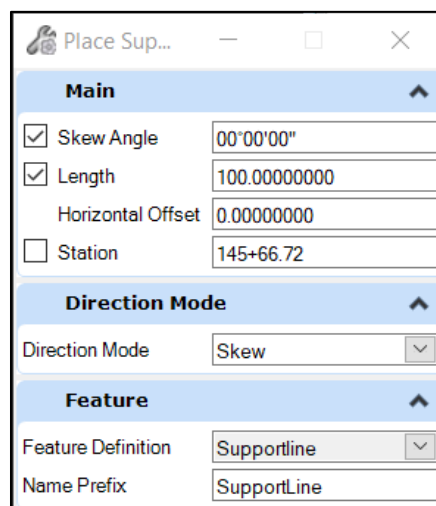 Place Sup...
Main
Skew Angle 00°00'00"
Length 100.00000000
Horizontal Offset 0.00000000
Station 145+66.72
Direction Mode
Direction Mode Skew
Feature
Feature Definition Supportline
Name Prefix SupportLine